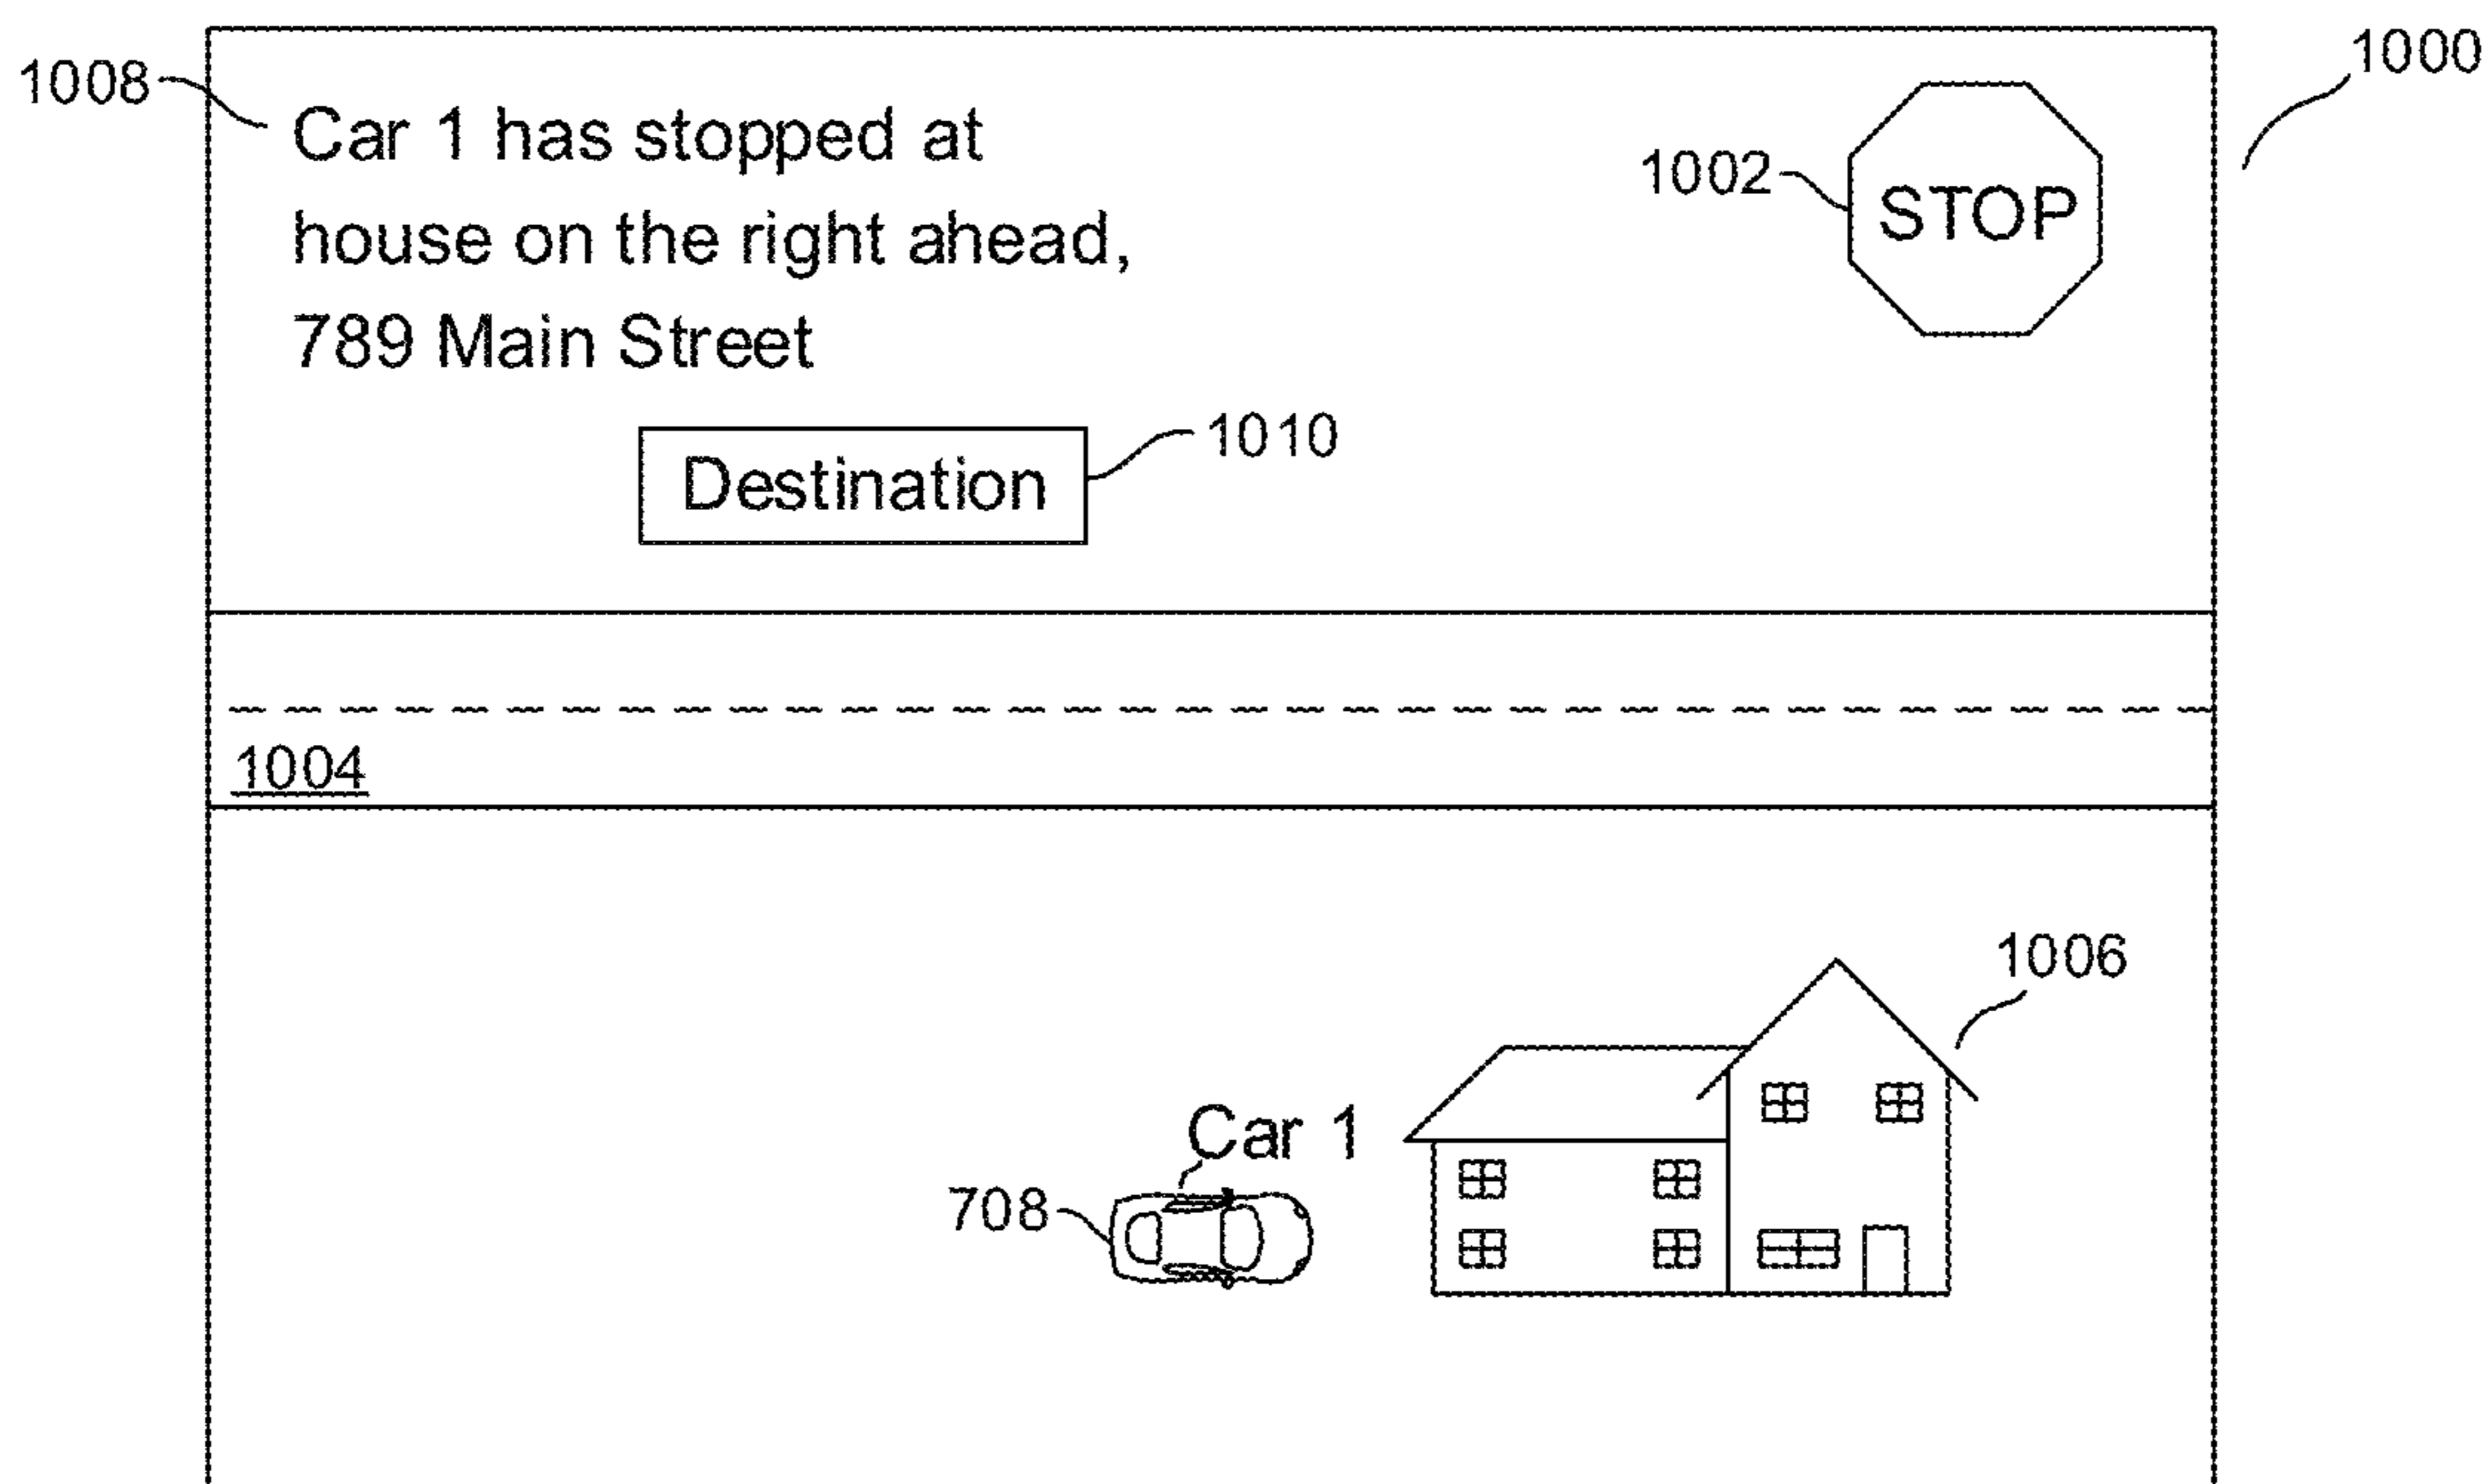 1000
1008
Car 1 has stopped at
house on the right ahead,
789 Main Street
1002
STOP
1010
Destination
1004
1006
Car 1
708